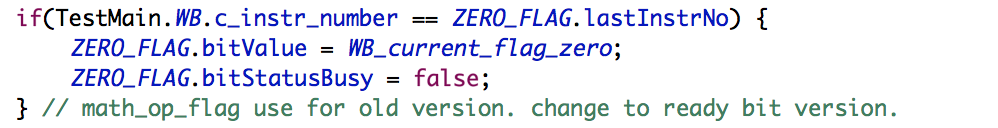 if(TestMain.WB.c_instr_number == ZERO_FLAG.lastInstrNo) {
    ZERO_FLAG.bitValue = WB_current_flag_zero;
    ZERO_FLAG.bitStatusBusy = false;
} // math_op_flag use for old version. change to ready bit version.